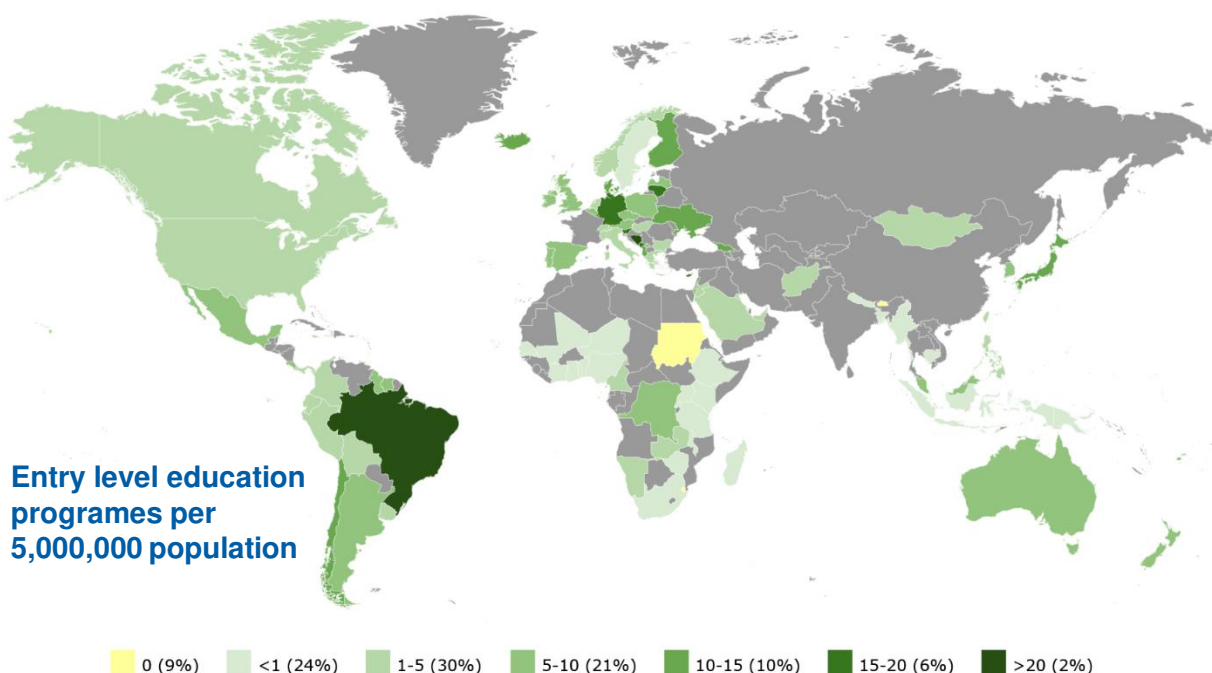 Entry level education
programes per
5,000,000 population
0 (9%) <1 (24%) 1-5 (30%) 5-10 (21%) 10-15 (10%) 15-20 (6%) >20 (2%)